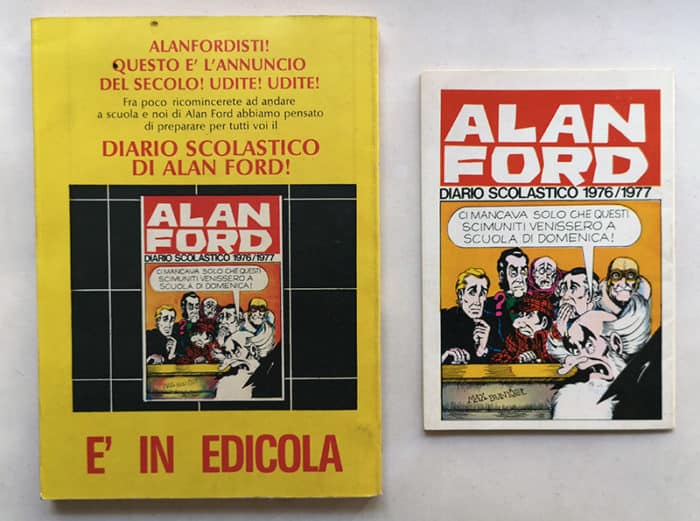 ALANFORDISTI!
QUESTO E' L'ANNUNCIO
DEL SECOLO! UDITE! UDITE!
Fra poco ricomincerete ad andare
a scuola e noi di Alan Ford abbiamo pensato
di preparare per tutti voi il
DIARIO SCOLASTICO
DI ALAN FORD!
ALAN
FORD
DIARIO SCOLASTICO 1976/1977
CI MANCAVA SOLO CHE QUESTI
SCIMUNITI VENISSERO A
SCUOLA DI DOMENICA!
E' IN EDICOLA
ALAN
FORD
DIARIO SCOLASTICO 1976/1977
CI MANCAVA SOLO CHE QUESTI
SCIMUNITI VENISSERO A
SCUOLA DI DOMENICA!
?